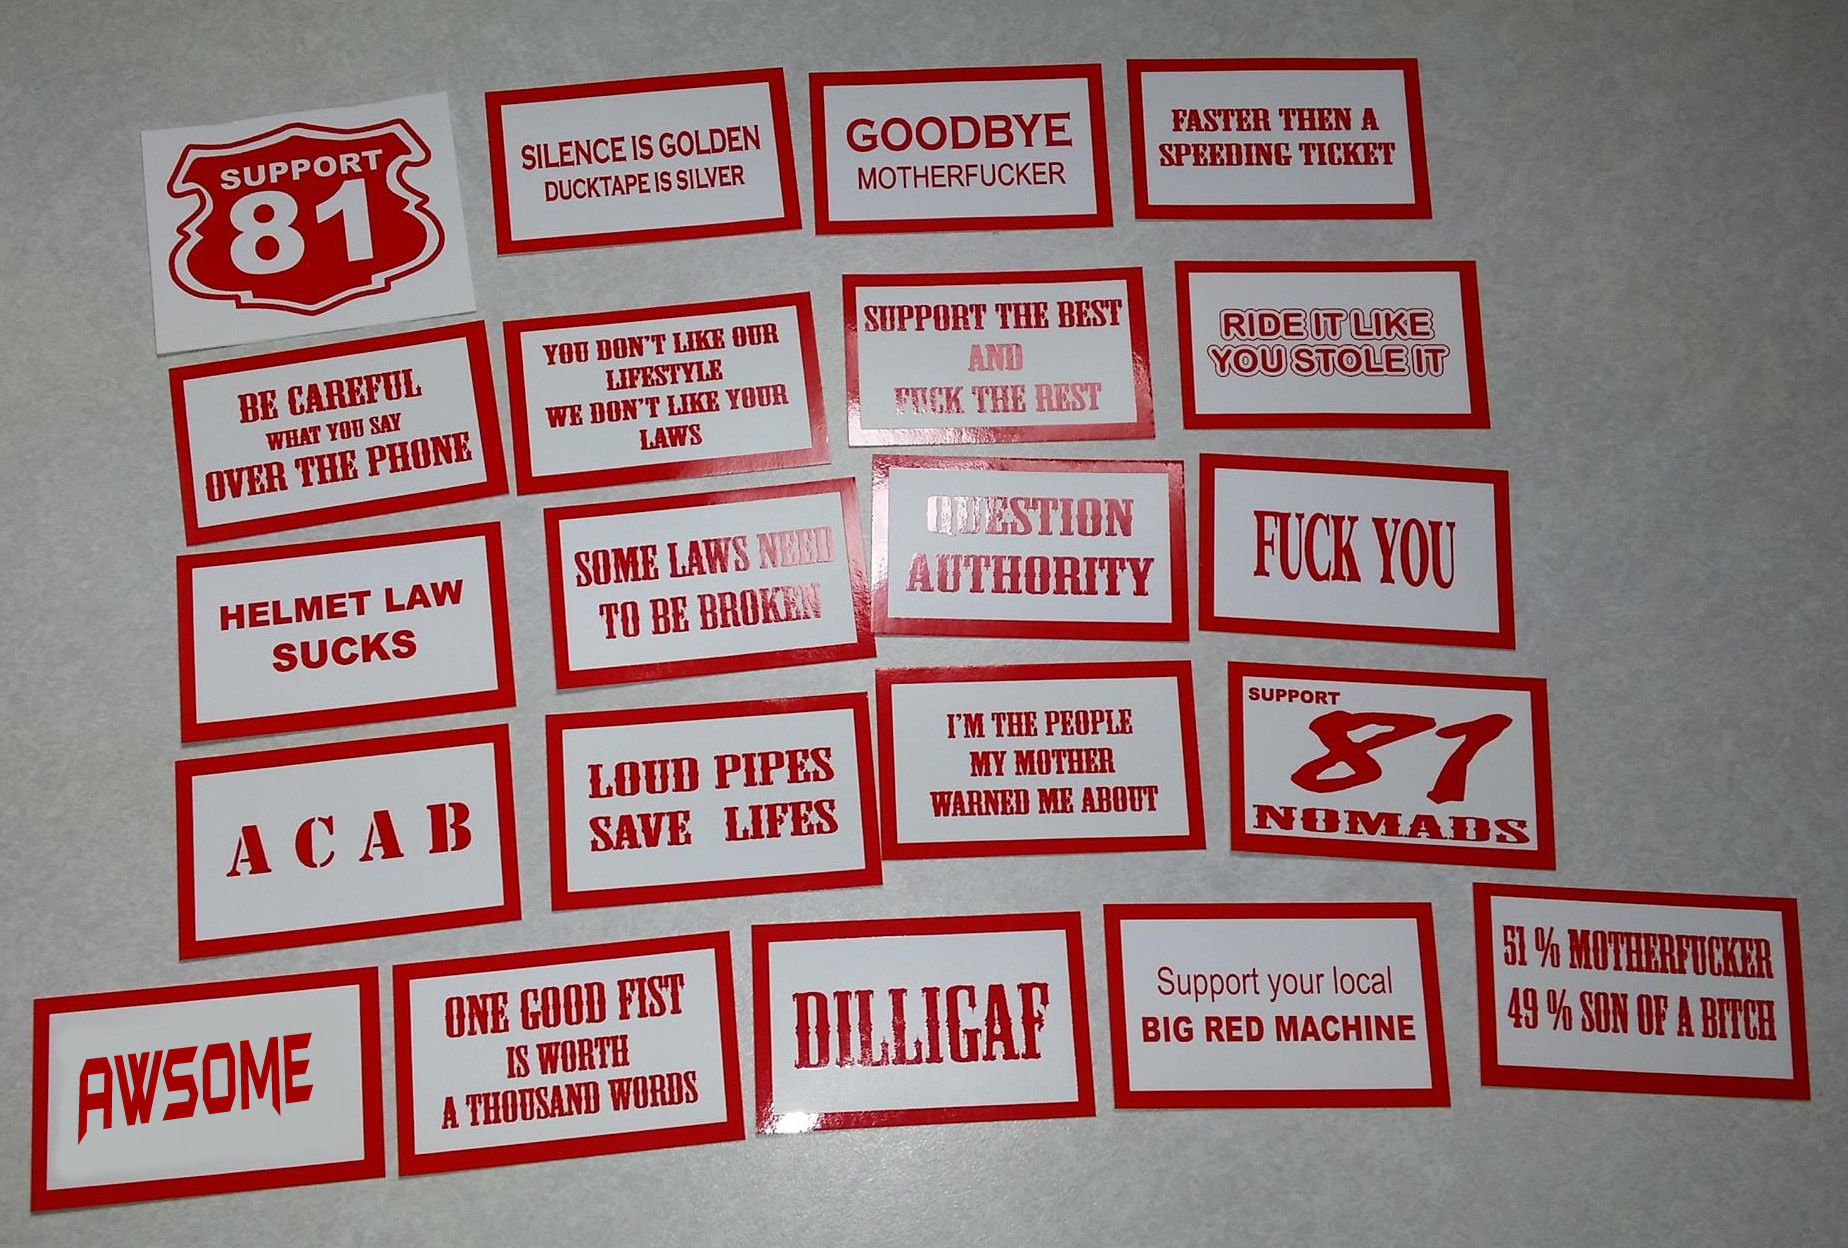 SUPPORT
81
SILENCE IS GOLDEN
DUCKTAPE IS SILVER
GOODBYE
MOTHERFUCKER
FASTER THEN A
SPEEDING TICKET
BE CAREFUL
WHAT YOU SAY
OVER THE PHONE
YOU DON'T LIKE OUR
LIFESTYLE
WE DON'T LIKE YOUR
LAWS
SUPPORT THE BEST
AND
FUCK THE REST
RIDE IT LIKE
YOU STOLE IT
HELMET LAW
SUCKS
SOME LAWS NEED
TO BE BROKEN
QUESTION
AUTHORITY
FUCK YOU
A C A B
LOUD PIPES
SAVE LIFES
I'M THE PEOPLE
MY MOTHER
WARNED ME ABOUT
SUPPORT
81
NOMADS
AWSOME
ONE GOOD FIST
IS WORTH
A THOUSAND WORDS
DILLIGAF
Support your local
BIG RED MACHINE
51 % MOTHERFUCKER
49 % SON OF A BITCH